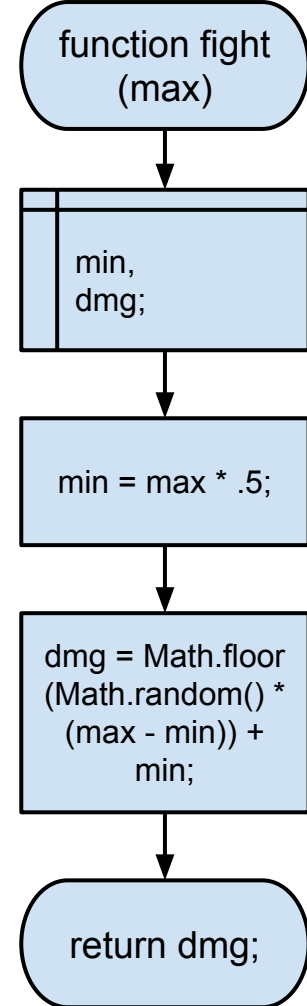 function fight
(max)
min,
dmg;
min = max * .5;
dmg = Math.floor
(Math.random() *
(max - min)) +
min;
return dmg;